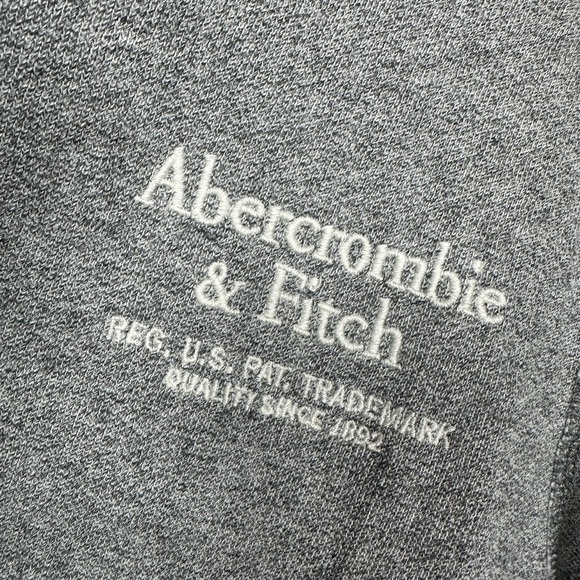 Abercrombie
& Fitch
REG. U.S. PAT. TRADEMARK
QUALITY SINCE 1892